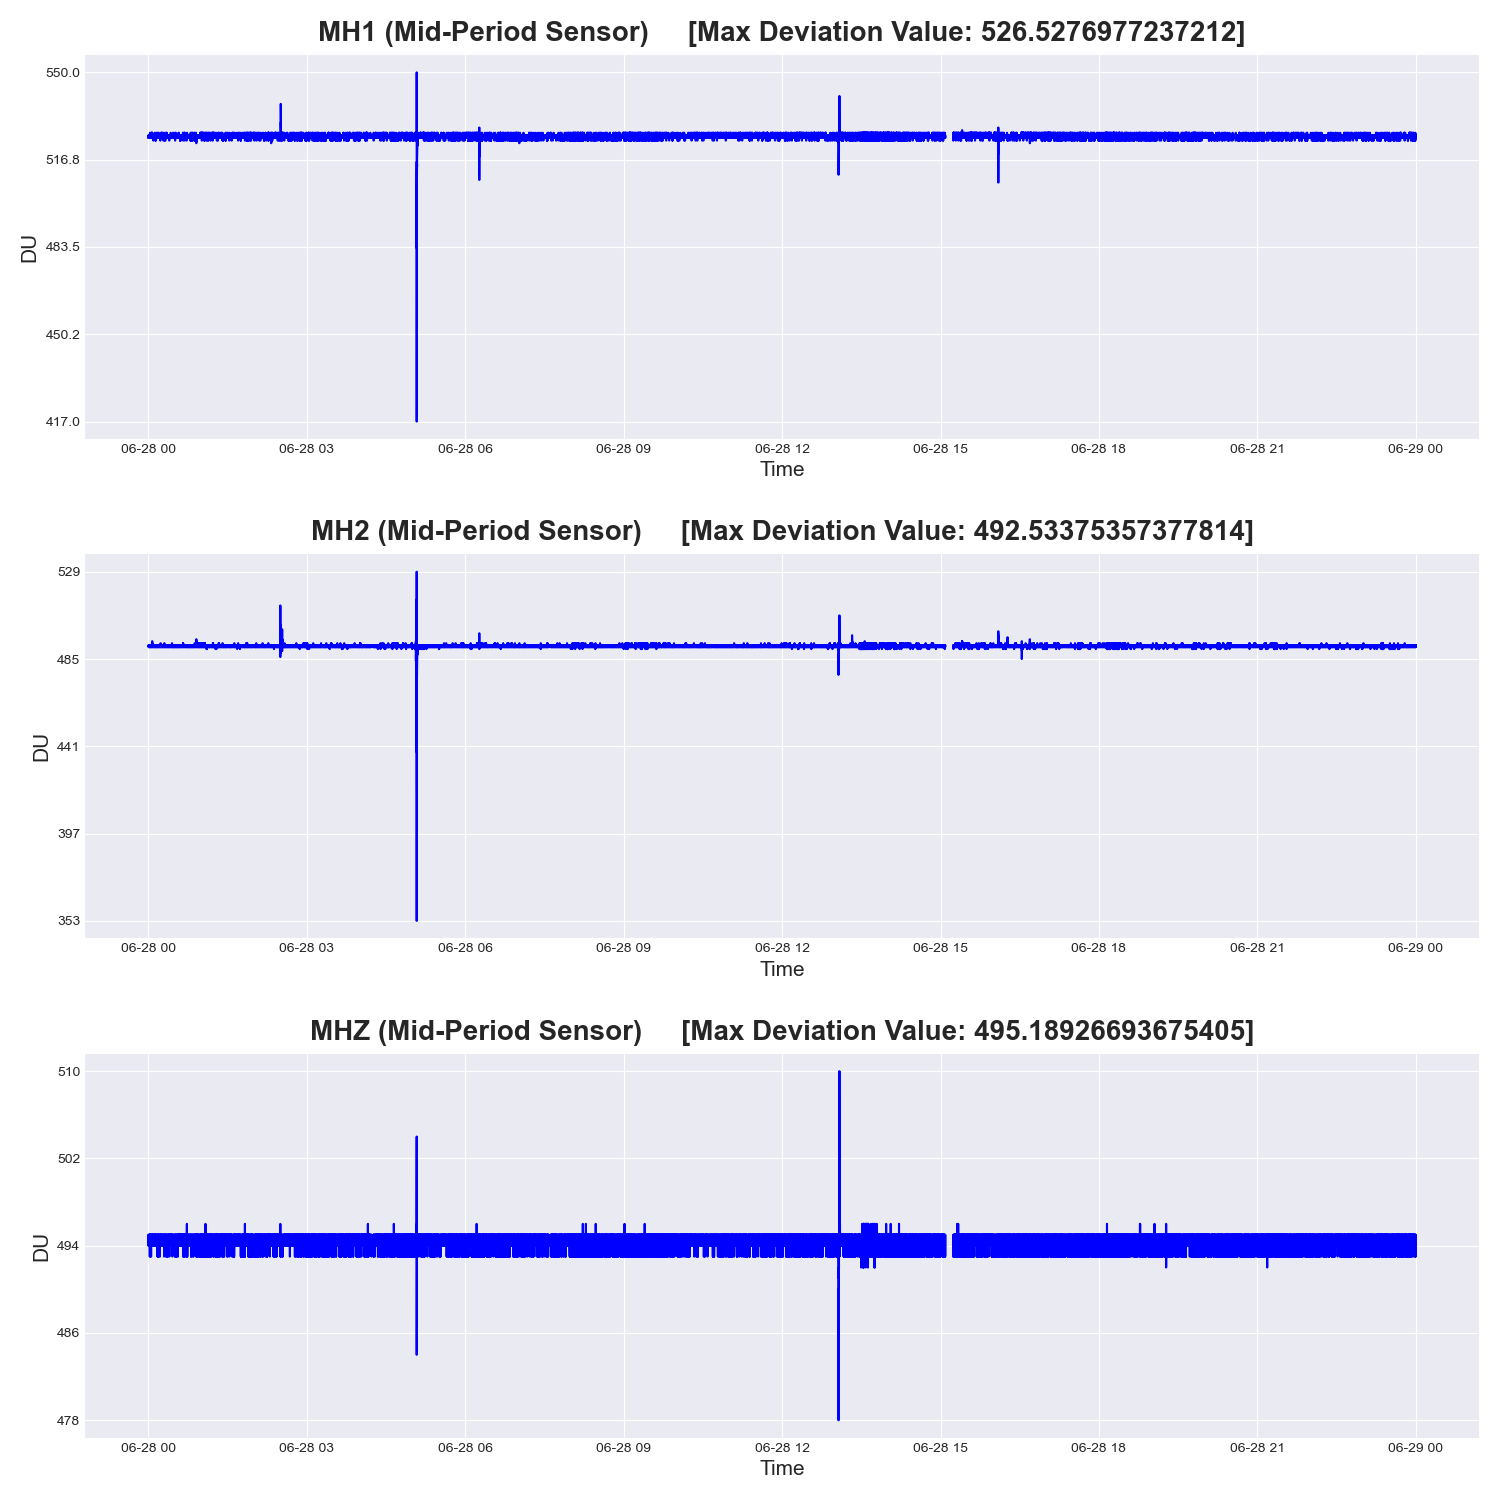 MH1 (Mid-Period Sensor) [Max Deviation Value: 526.5276977237212]
550.0
516.8
483.5
450.2
417.0
DU
06-28 00 06-28 03 06-28 06 06-28 09 06-28 12 06-28 15 06-28 18 06-28 21 06-29 00
Time
MH2 (Mid-Period Sensor) [Max Deviation Value: 492.53375357377814]
529
485
441
397
353
DU
06-28 00 06-28 03 06-28 06 06-28 09 06-28 12 06-28 15 06-28 18 06-28 21 06-29 00
Time
MHZ (Mid-Period Sensor) [Max Deviation Value: 495.18926693675405]
510
502
494
486
478
DU
06-28 00 06-28 03 06-28 06 06-28 09 06-28 12 06-28 15 06-28 18 06-28 21 06-29 00
Time